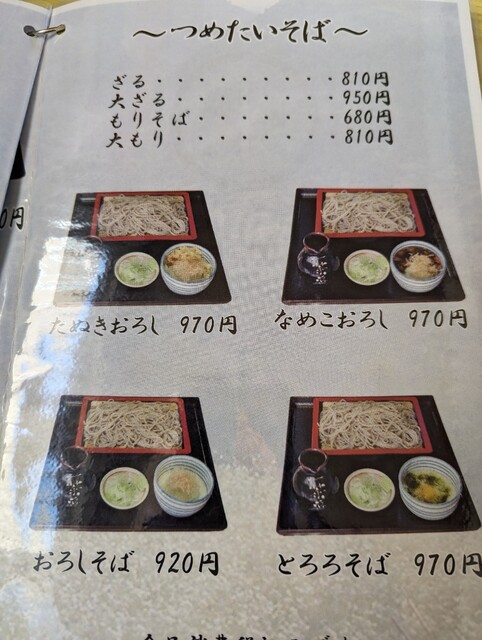 ～つめたいそば～
ざる・・・・・・・・・810円
大ざる・・・・・・・・950円
もりそば・・・・・・・680円
大もり・・・・・・・・810円
0円
たぬきおろし 970円
なめこおろし 970円
おろしそば 920円
とろろそば 970円